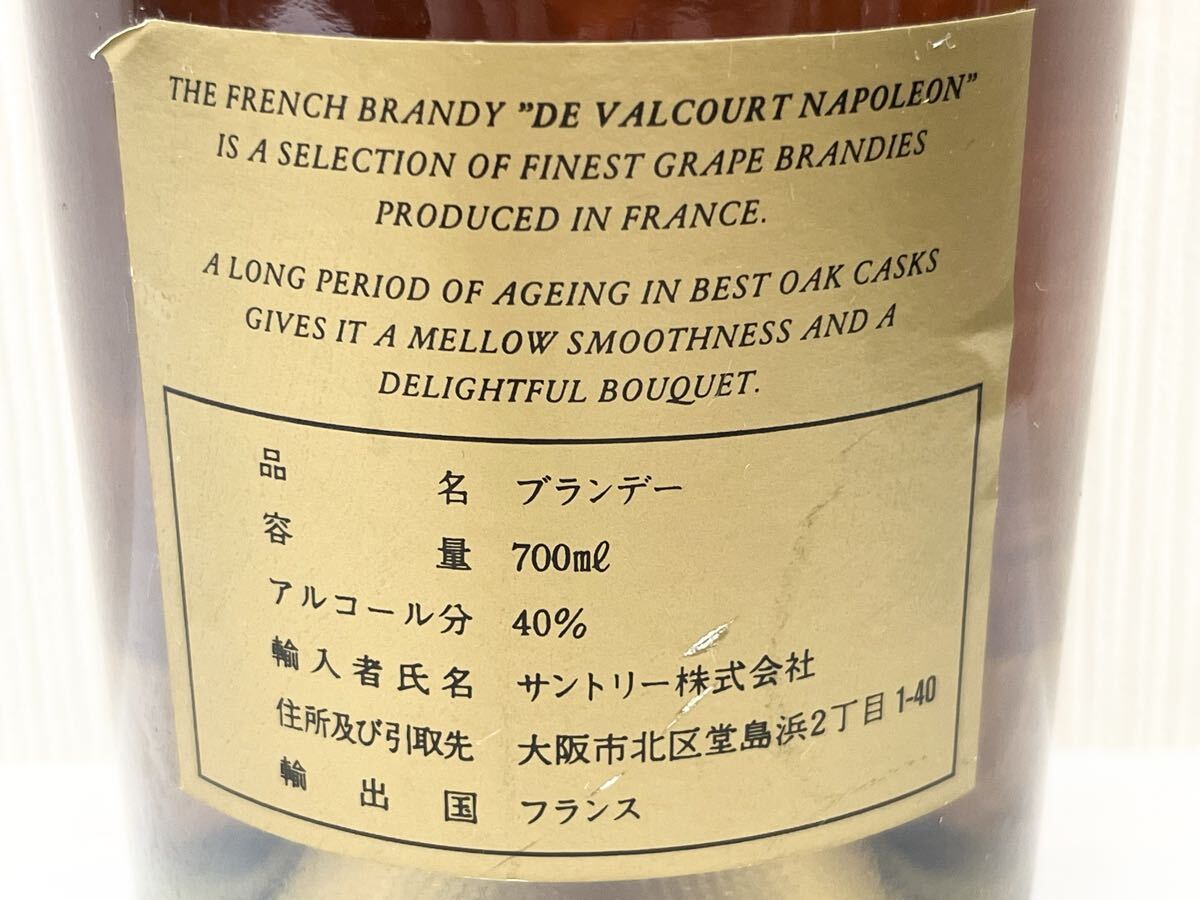 THE FRENCH BRANDY "DE VALCOURT NAPOLEON"
IS A SELECTION OF FINEST GRAPE BRANDIES
PRODUCED IN FRANCE.
A LONG PERIOD OF AGEING IN BEST OAK CASKS
GIVES IT A MELLOW SMOOTHNESS AND A
DELIGHTFUL BOUQUET.
品名 ブランデー
容量 700mℓ
アルコール分 40%
輸入者氏名 サントリー株式会社
住所及び引取先 大阪市北区堂島浜2丁目1-40
輸出国 フランス